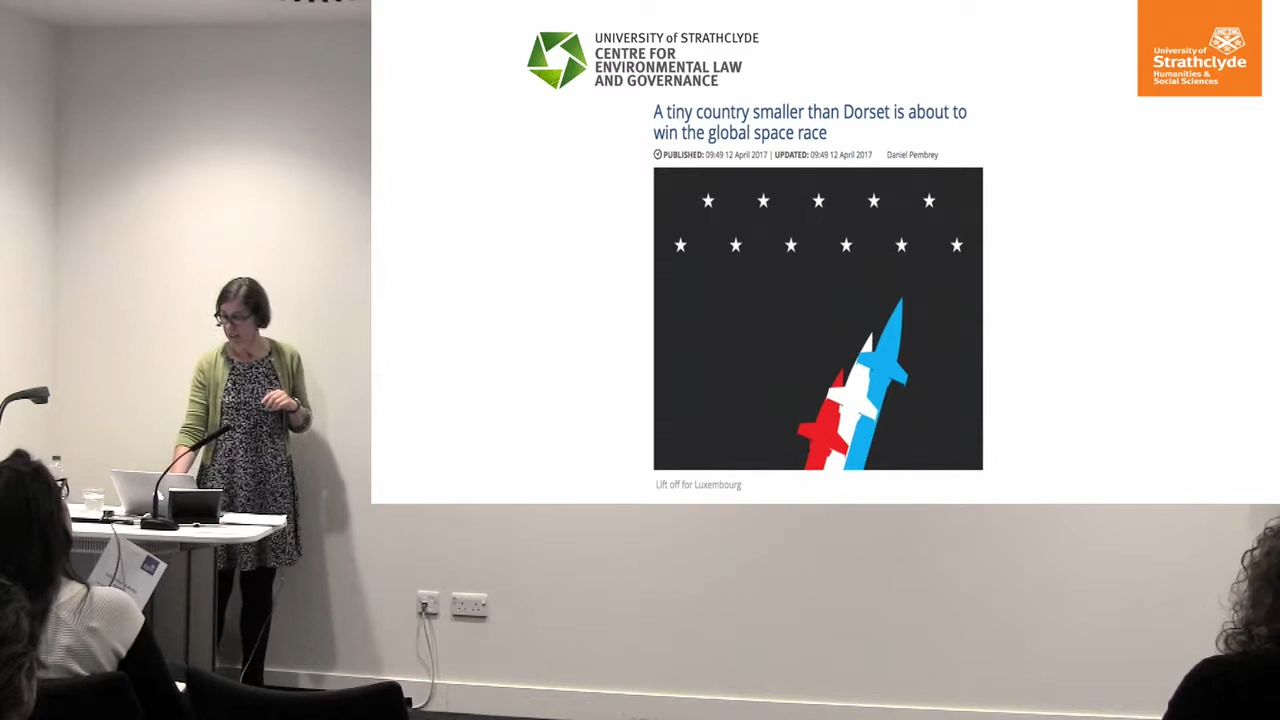 UNIVERSITY of STRATHCLYDE
CENTRE FOR
ENVIRONMENTAL LAW
AND GOVERNANCE
University of
Strathclyde
Humanities &
Social Sciences
A tiny country smaller than Dorset is about to
win the global space race
PUBLISHED: 09:49 12 April 2017 | UPDATED: 09:49 12 April 2017 Daniel Pembrey
Lift off for Luxembourg